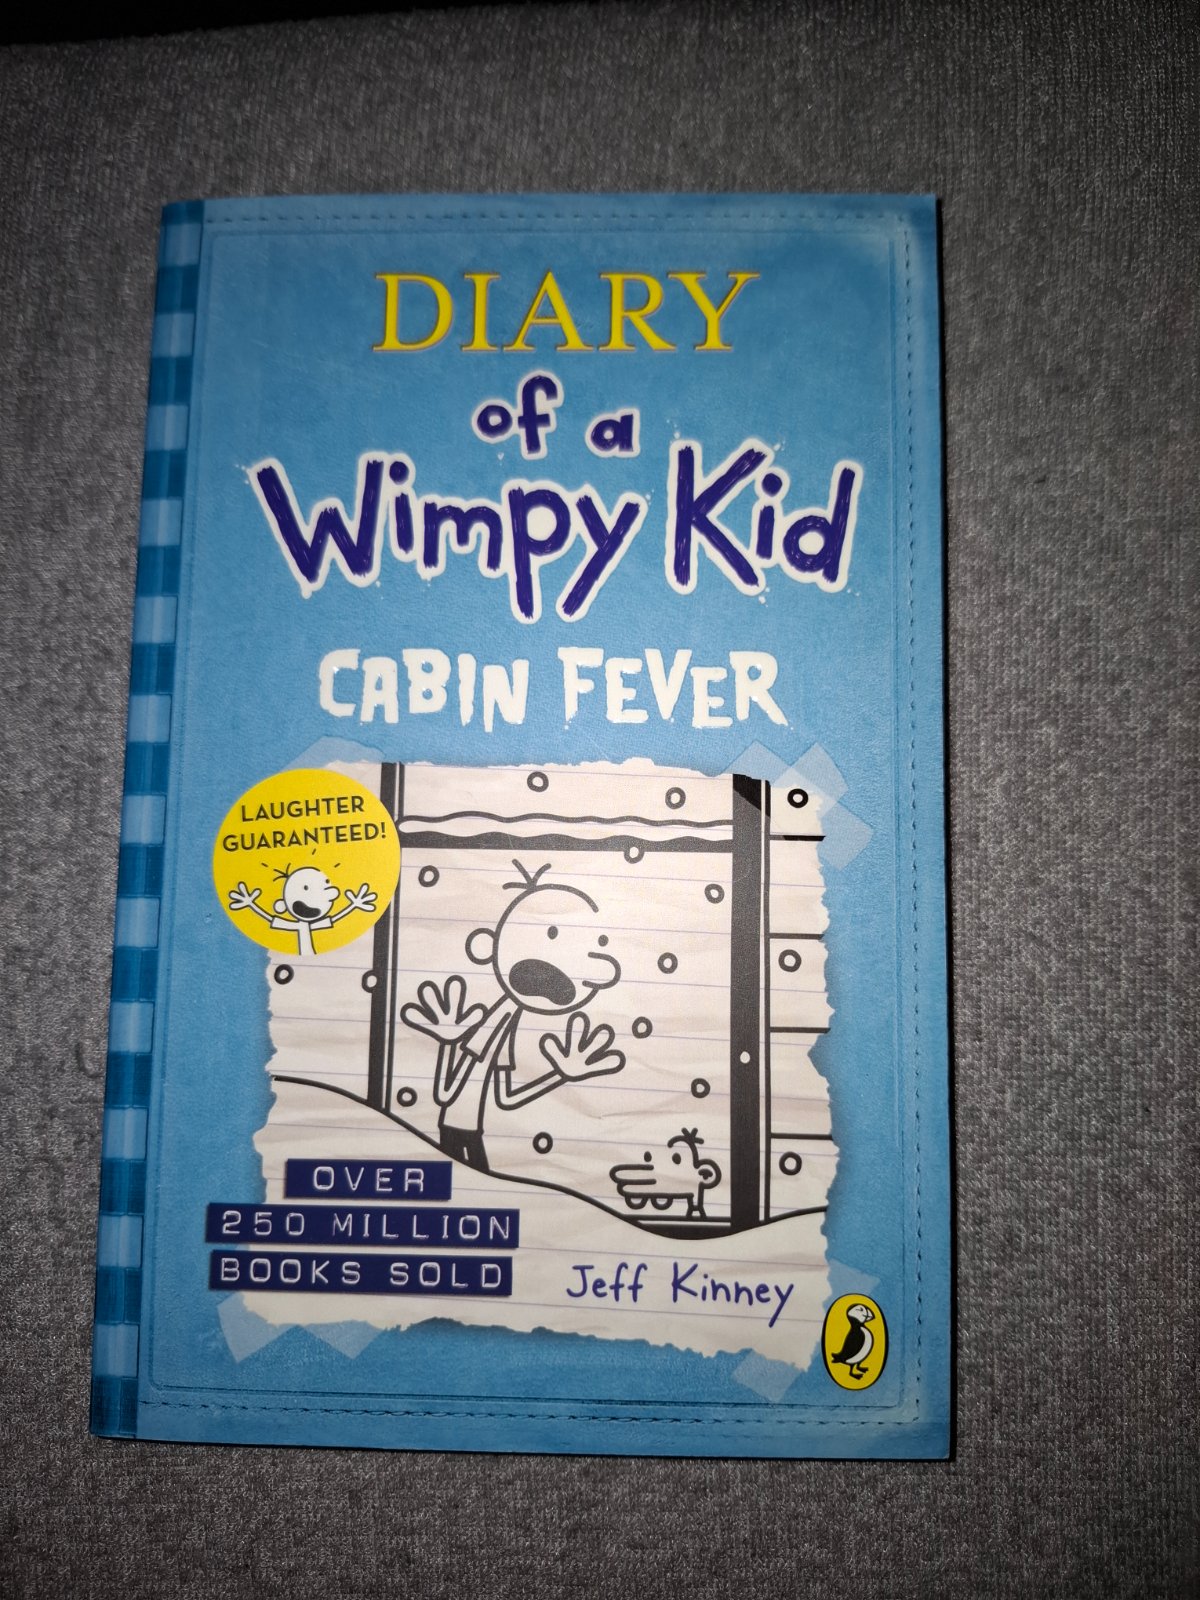 DIARY
of a
Wimpy Kid
CABIN FEVER
LAUGHTER
GUARANTEED!
OVER
250 MILLION
BOOKS SOLD
Jeff Kinney